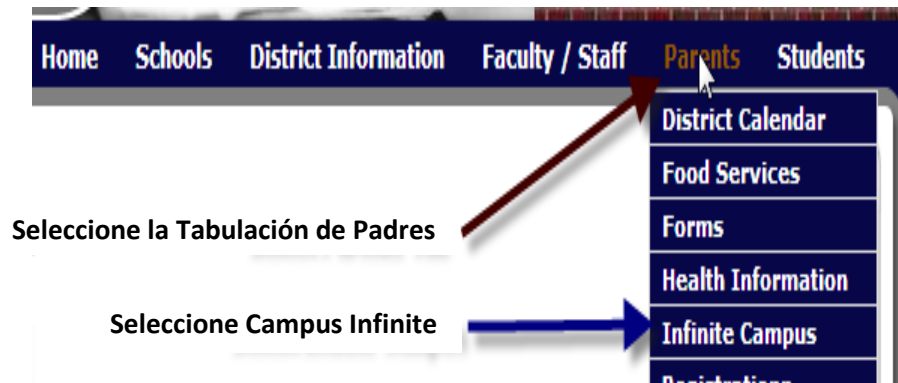 Home Schools District Information Faculty / Staff Parents Students
District Calendar
Food Services
Forms
Seleccione la Tabulación de Padres
Health Information
Seleccione Campus Infinite
Infinite Campus